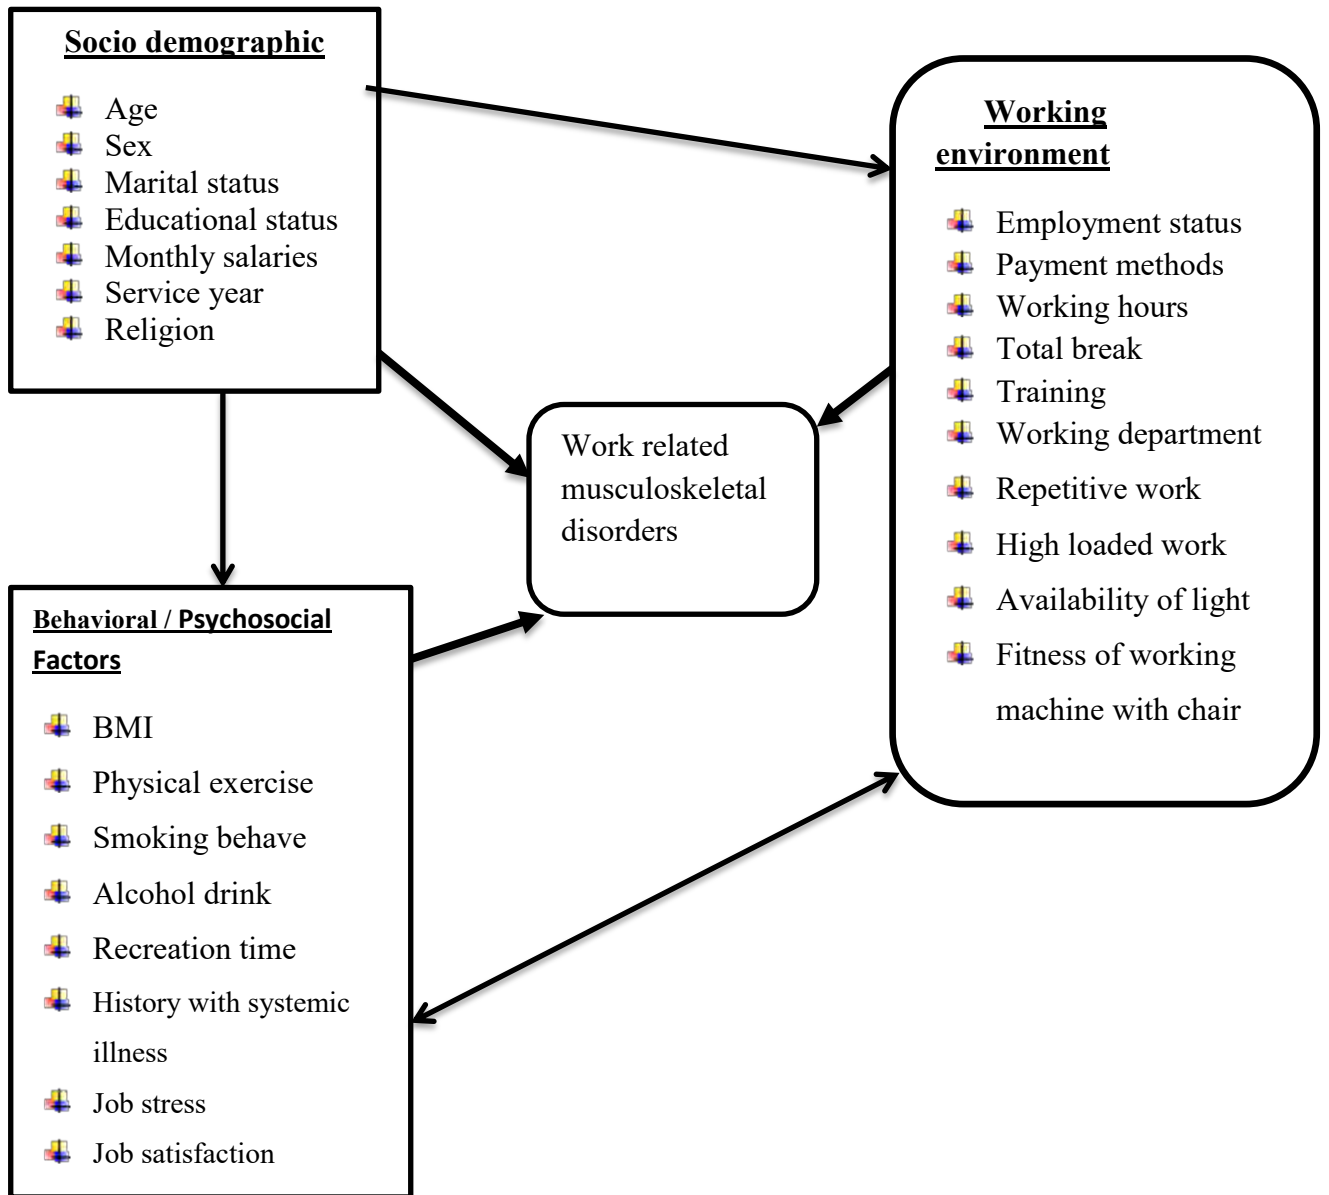 Socio demographic
Age
Sex
Marital status
Educational status
Monthly salaries
Service year
Religion
Working
environment
Employment status
Payment methods
Working hours
Total break
Training
Working department
Repetitive work
High loaded work
Availability of light
Fitness of working
machine with chair
Work related
musculoskeletal
disorders
Behavioral / Psychosocial
Factors
BMI
Physical exercise
Smoking behave
Alcohol drink
Recreation time
History with systemic
illness
Job stress
Job satisfaction